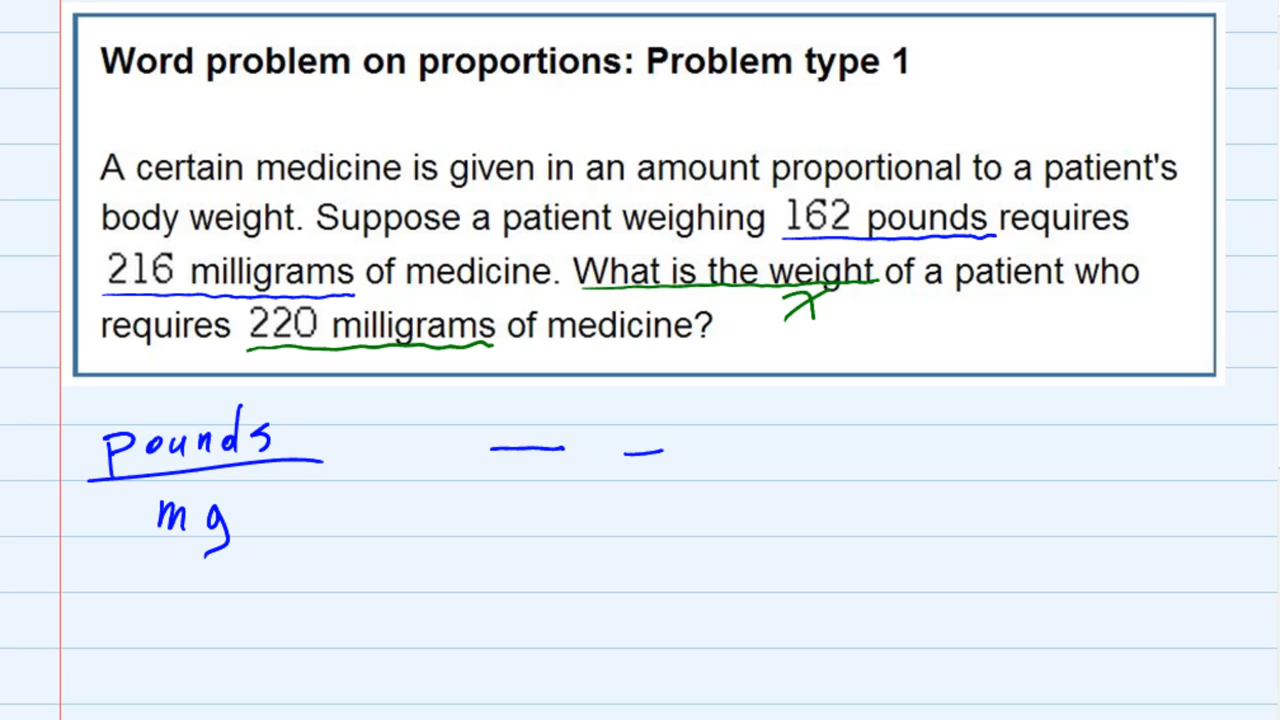 Word problem on proportions: Problem type 1
A certain medicine is given in an amount proportional to a patient's
body weight. Suppose a patient weighing 162 pounds requires
216 milligrams of medicine. What is the weight of a patient who
x
requires 220 milligrams of medicine?
pounds
mg